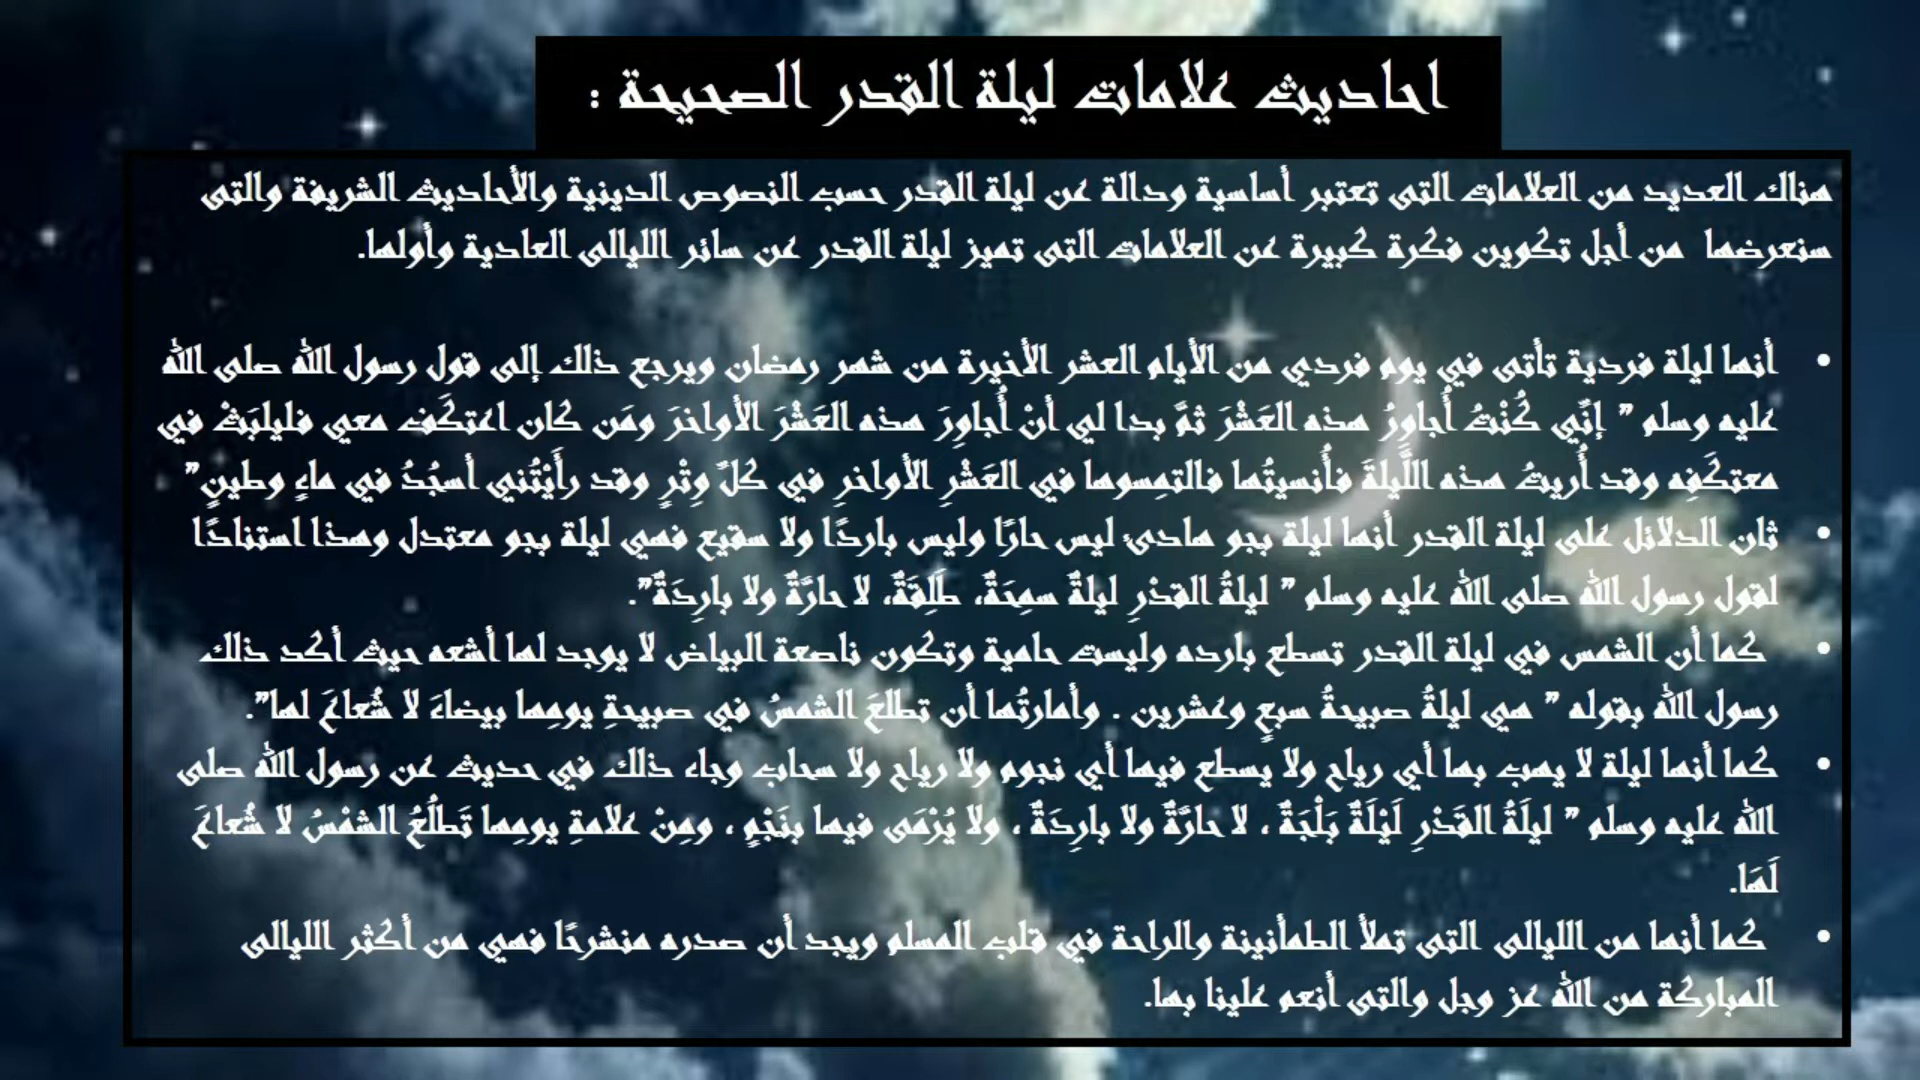 احاديث علامات ليلة القدر الصحيحة :
هناك العديد من العلامات التى تعتبر أساسية ودالة عن ليلة القدر حسب النصوص الدينية والأحاديث الشريفة والتى
سنعرضها من أجل تكوين فكرة كبيرة عن العلامات التى تميز ليلة القدر عن سائر الليالى العادية وأولها.
• أنها ليلة فردية تأتى في يوم فردي من الأيام العشر الأخيرة من شهر رمضان ويرجع ذلك إلى قول رسول الله صلى الله
عليه وسلم ” إنِّي كُنْتُ أُجاوِرُ هذه العَشْرَ ثمَّ بدا لي أنْ أُجاوِرَ هذه العَشْرَ الأواخرَ ومَن كان اعتكَف معي فليلبَثْ في
معتكَفِه وقد أُريتُ هذه اللَّيلةَ فأُنسيتُها فالتمِسوها في العَشْرِ الأواخرِ في كلِّ وِتْرٍ وقد رأَيْتُني أسجُدُ في ماءٍ وطينٍ”
• ثان الدلائل على ليلة القدر أنها ليلة بجو هادىء ليس حارًا وليس باردًا ولا سقيع فهي ليلة بجو معتدل وهذا استنادًا
لقول رسول الله صلى الله عليه وسلم ” ليلةُ القدْرِ ليلةٌ سمِحَةٌ، طَلِقَةٌ، لا حارَّةٌ ولا بارِدَةٌ”.
• كما أن الشمس في ليلة القدر تسطع بارده وليست حامية وتكون ناصعة البياض لا يوجد لها أشعه حيث أكد ذلك
رسول الله بقوله ” هي ليلةُ صبيحةُ سبعٍ وعشرين . وأمارتُها أن تطلعَ الشمسُ في صبيحةِ يومِها بيضاءَ لا شُعاعَ لها”.
• كما أنها ليلة لا يهب بها أي رياح ولا يسطع فيها أي نجوم ولا رياح ولا سحاب وجاء ذلك في حديث عن رسول الله صلى
الله عليه وسلم ” ليلَةُ القَدْرِ لَيْلَةٌ بَلْجَةٌ ، لا حارَّةٌ ولا بارِدَةٌ ، ولا يُرْمَى فيها بنَجْمٍ ، ومِنْ علامةِ يومِها تَطلُعُ الشمْسُ لا شُعاعَ
لَهَا.
• كما أنها من الليالى التى تملأ الطمأنينة والراحة في قلب المسلم ويجد أن صدره منشرحًا فهي من أكثر الليالى
المباركة من الله عز وجل والتى أنعم علينا بها.